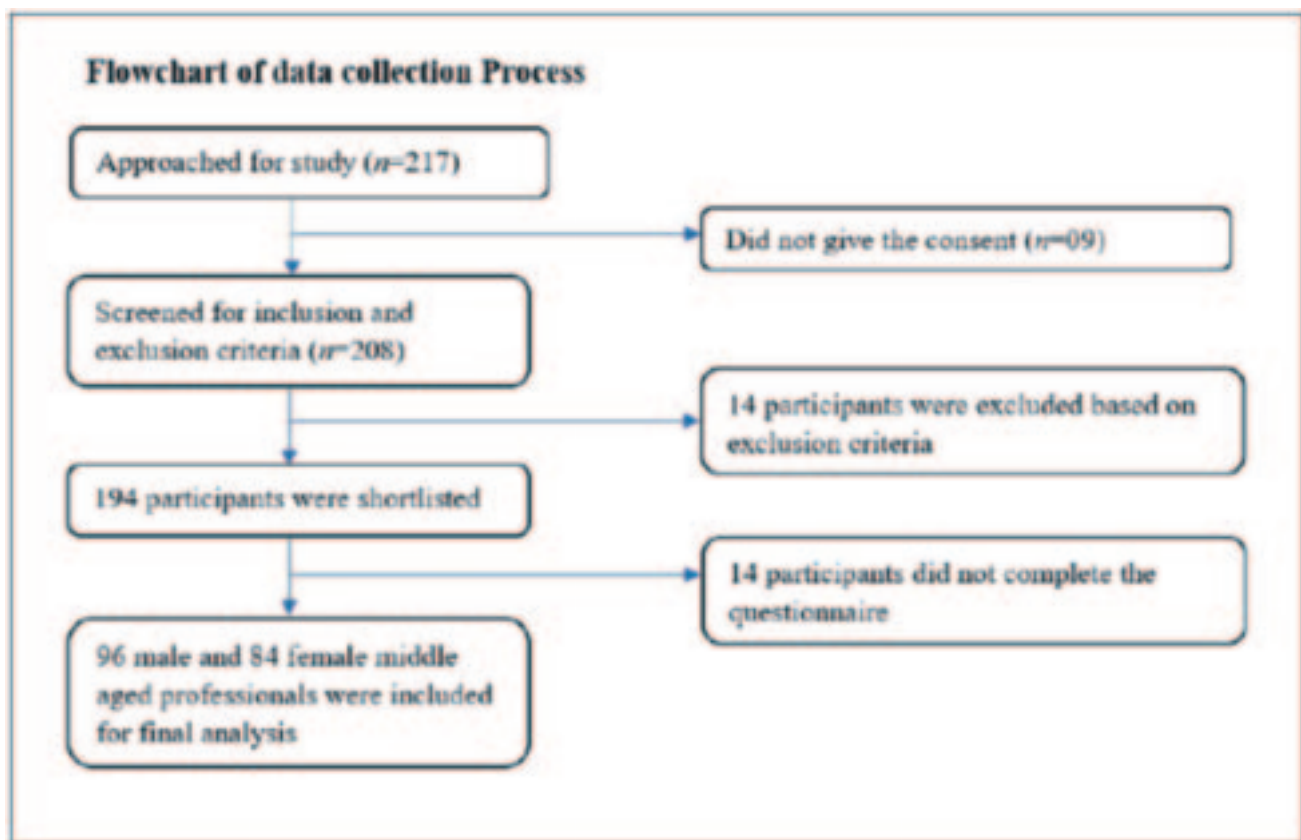 Flowchart of data collection Process
Approached for study (n=217)
Did not give the consent (n=09)
Screened for inclusion and
exclusion criteria (n=208)
14 participants were excluded based on
exclusion criteria
194 participants were shortlisted
14 participants did not complete the
questionnaire
96 male and 84 female middle
aged professionals were included
for final analysis